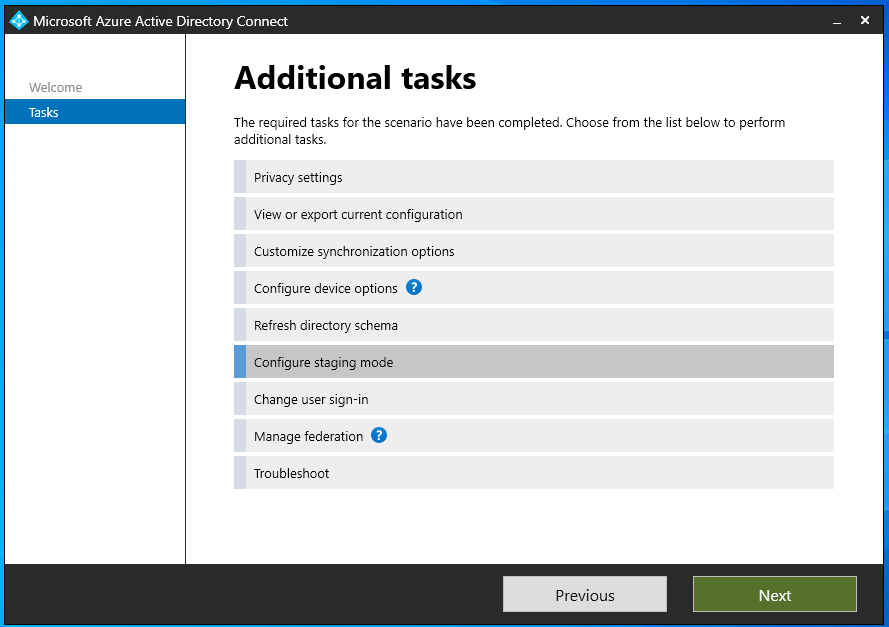 Microsoft Azure Active Directory Connect
Welcome
Tasks
Additional tasks
The required tasks for the scenario have been completed. Choose from the list below to perform
additional tasks.
Privacy settings
View or export current configuration
Customize synchronization options
Configure device options ?
Refresh directory schema
Configure staging mode
Change user sign-in
Manage federation ?
Troubleshoot
Previous
Next